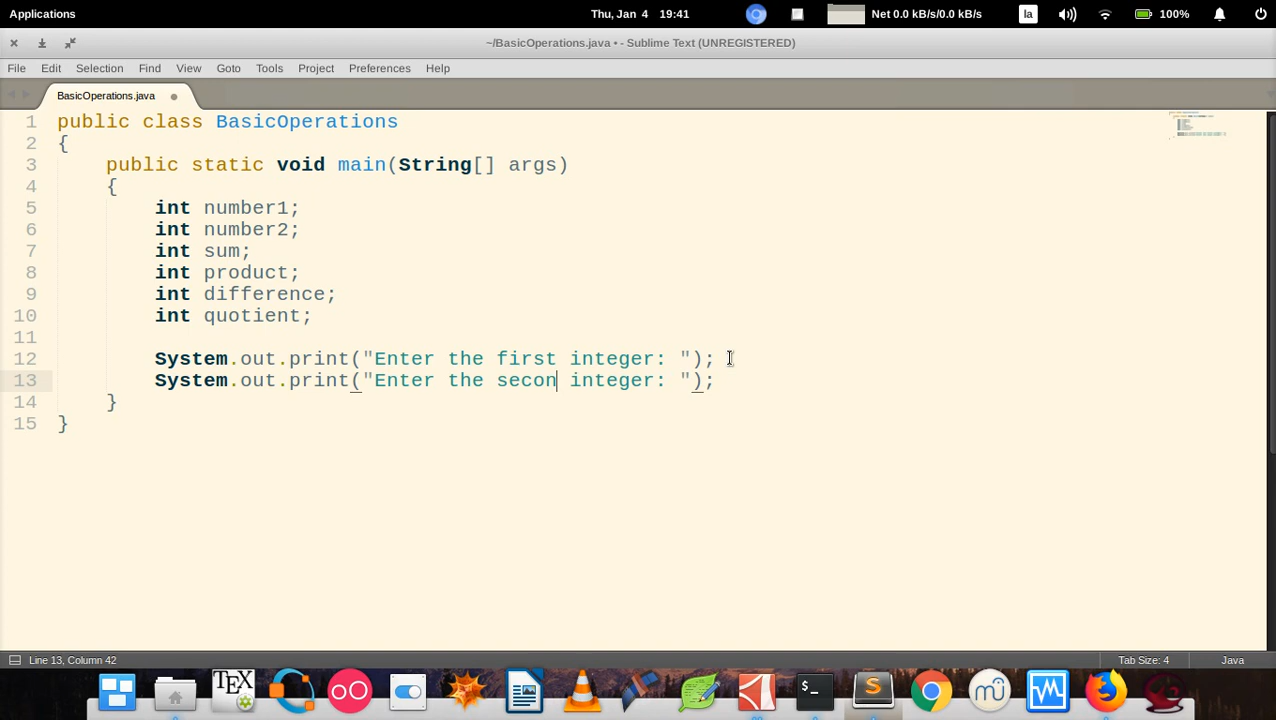 Applications
Thu, Jan 4 19:41
Net 0.0 kB/s/0.0 kB/s
la
100%
~/BasicOperations.java • - Sublime Text (UNREGISTERED)
File Edit Selection Find View Goto Tools Project Preferences Help
BasicOperations.java
1 public class BasicOperations
2 {
3     public static void main(String[] args)
4     {
5         int number1;
6         int number2;
7         int sum;
8         int product;
9         int difference;
10         int quotient;
11
12         System.out.print("Enter the first integer: ");
13         System.out.print("Enter the secon integer: ");
14     }
15 }
Line 13, Column 42
Tab Size: 4
Java
TEX
>_
S
mü